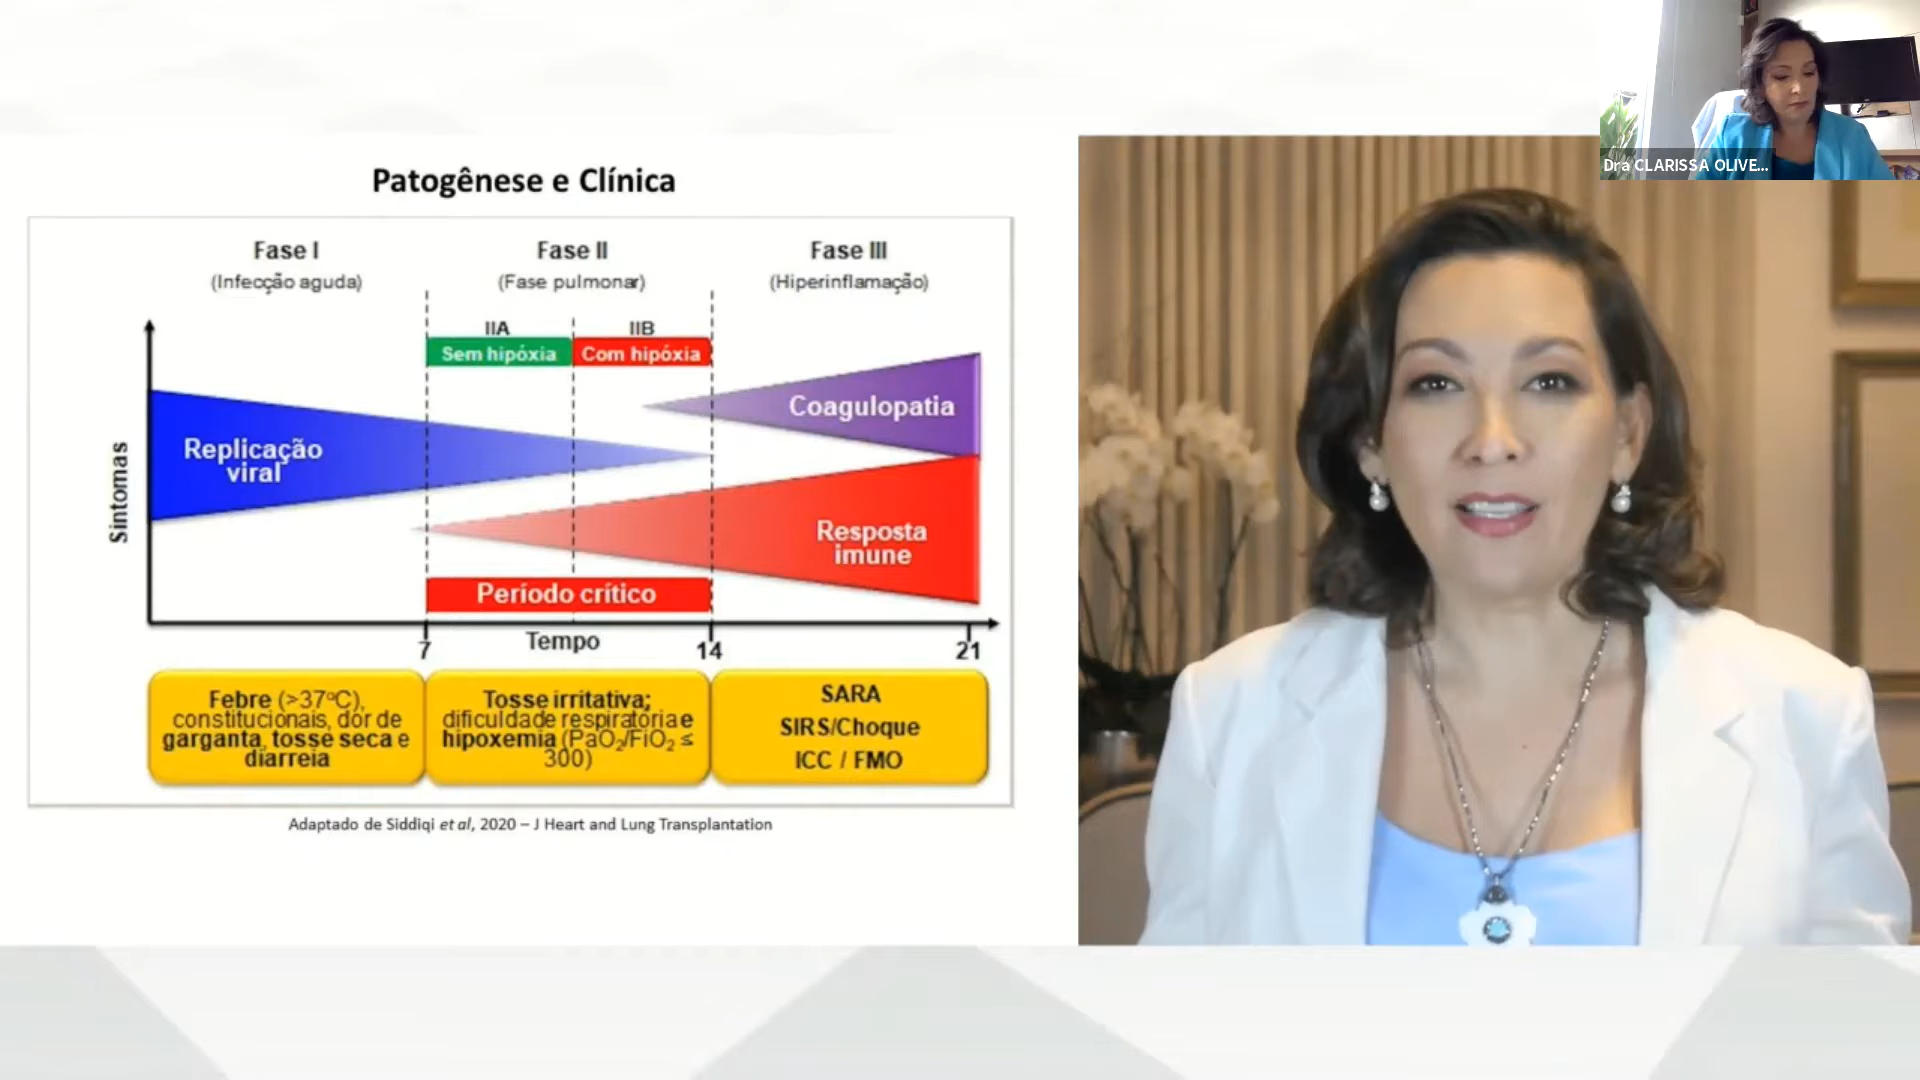 Dra CLARISSA OLIVE...
Patogênese e Clínica
Fase I
(Infecção aguda)
Fase II
(Fase pulmonar)
Fase III
(Hiperinflamação)
IIA
Sem hipóxia
IIB
Com hipóxia
Coagulopatia
Replicação
viral
Sintomas
Resposta
imune
Período crítico
7
Tempo
14
21
Febre (>37ºC),
constitucionais, dor de
garganta, tosse seca e
diarreia
Tosse irritativa;
dificuldade respiratória e
hipoxemia (PaO₂/FiO₂ ≤
300)
SARA
SIRS/Choque
ICC / FMO
Adaptado de Siddiqi et al, 2020 – J Heart and Lung Transplantation